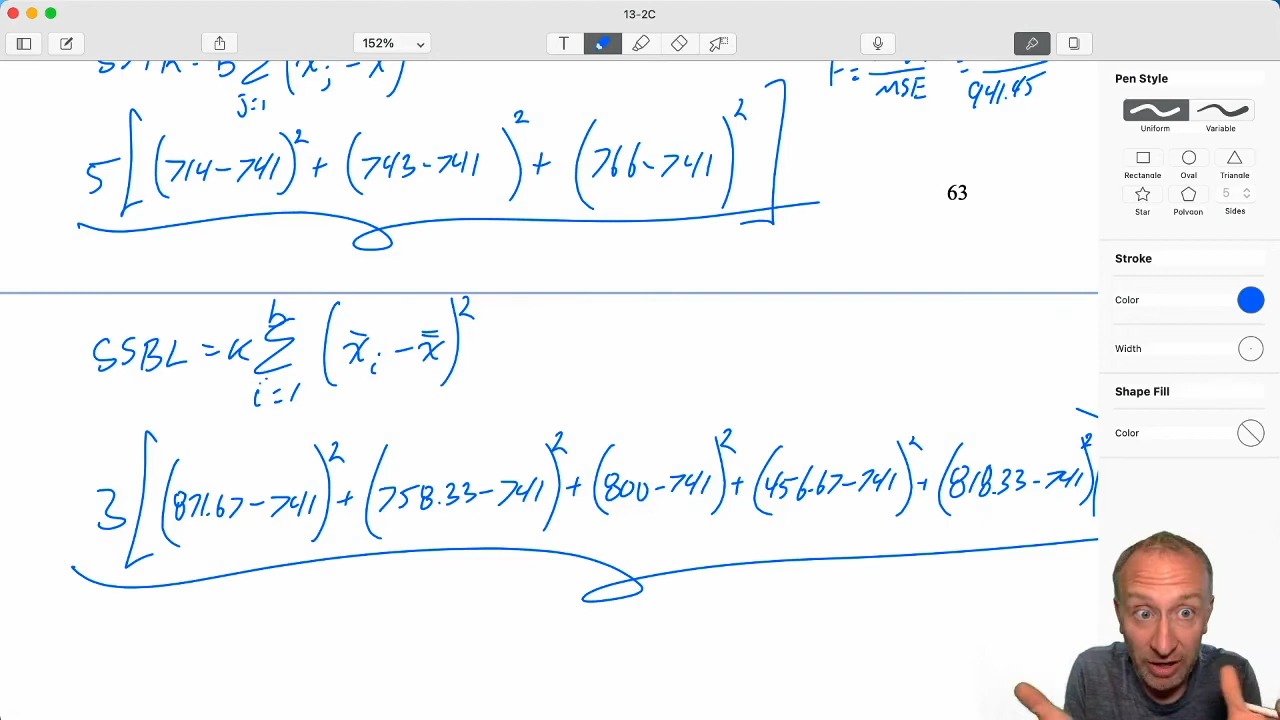 13-2C
152%
T
Pen Style
Uniform Variable
Rectangle Oval Triangle
Star Polygon Sides
5
Stroke
Color
Width
Shape Fill
Color
j=1
MSE 941.45
5[(714-741)²+(743-741)²+(766-741)²]
63
SSBL = K∑ᵢ₌₁ᵇ (x̄ᵢ - x̿)²
3[(871.67-741)²+(758.33-741)²+(800-741)²+(456.67-741)²+(818.33-741)²